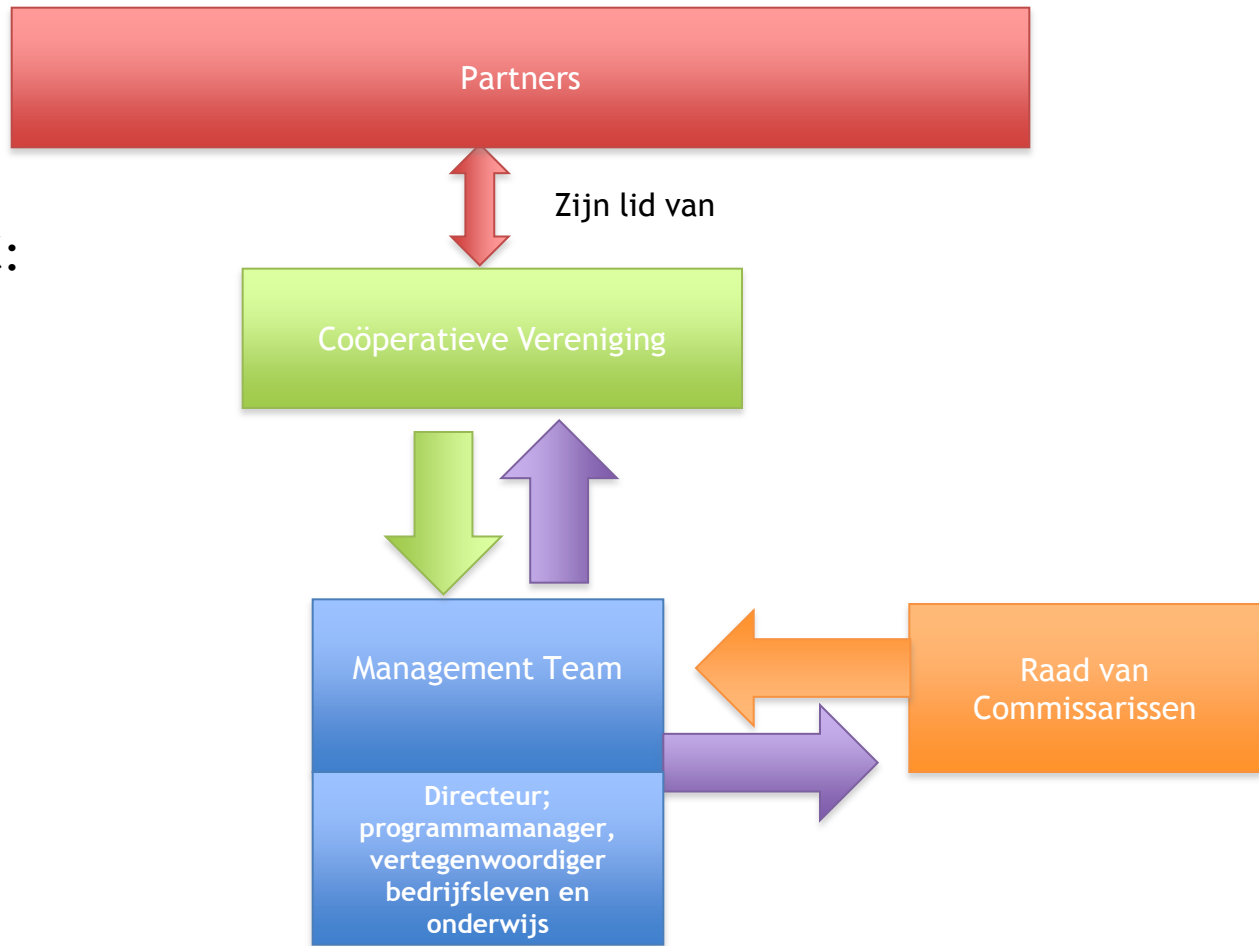 Partners
Zijn lid van
:
Coöperatieve Vereniging
Management Team
Raad van
Commissarissen
Directeur;
programmamanager,
vertegenwoordiger
bedrijfsleven en
onderwijs